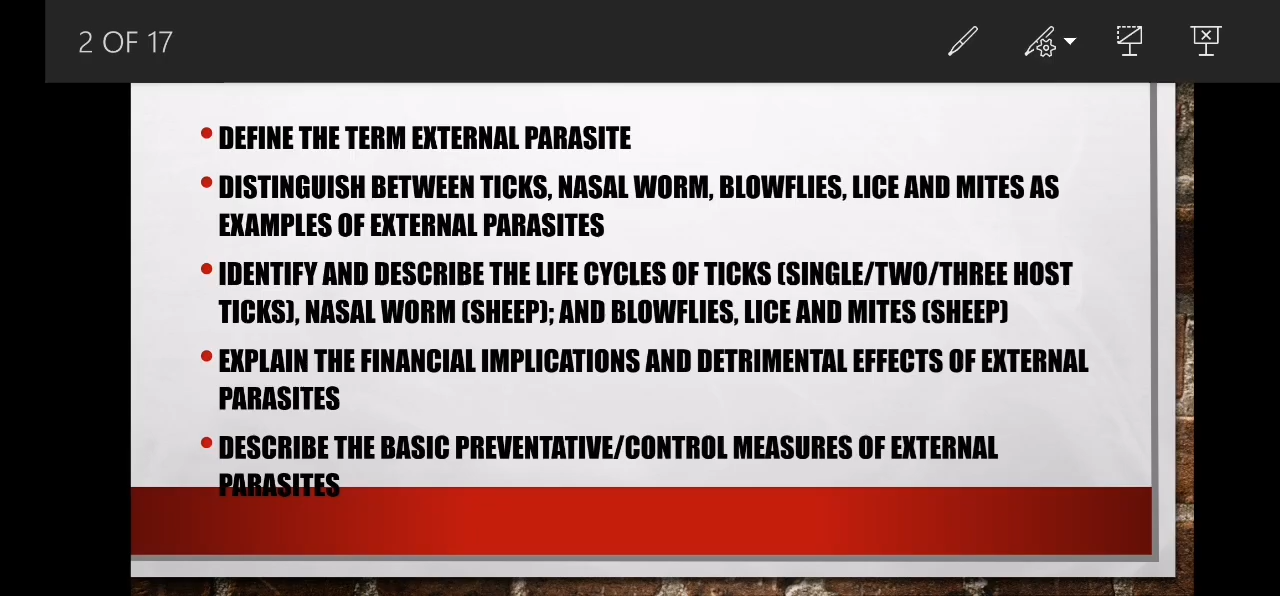 2 OF 17
• DEFINE THE TERM EXTERNAL PARASITE
• DISTINGUISH BETWEEN TICKS, NASAL WORM, BLOWFLIES, LICE AND MITES AS
EXAMPLES OF EXTERNAL PARASITES
• IDENTIFY AND DESCRIBE THE LIFE CYCLES OF TICKS (SINGLE/TWO/THREE HOST
TICKS), NASAL WORM (SHEEP); AND BLOWFLIES, LICE AND MITES (SHEEP)
• EXPLAIN THE FINANCIAL IMPLICATIONS AND DETRIMENTAL EFFECTS OF EXTERNAL
PARASITES
• DESCRIBE THE BASIC PREVENTATIVE/CONTROL MEASURES OF EXTERNAL
PARASITES